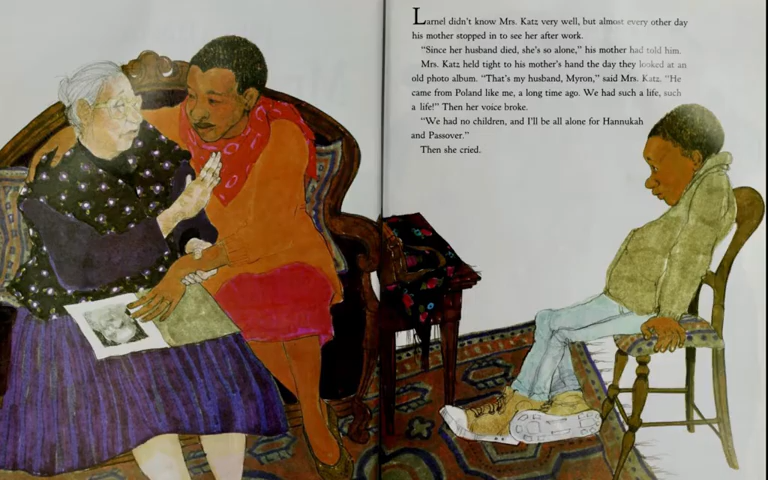 Larnel didn't know Mrs. Katz very well, but almost every other day
his mother stopped in to see her after work.
"Since her husband died, she's so alone," his mother had told him.
Mrs. Katz held tight to his mother's hand the day they looked at an
old photo album. "That's my husband, Myron," said Mrs. Katz. "He
came from Poland like me, a long time ago. We had such a life, such
a life!" Then her voice broke.
"We had no children, and I'll be all alone for Hannukah
and Passover."
Then she cried.